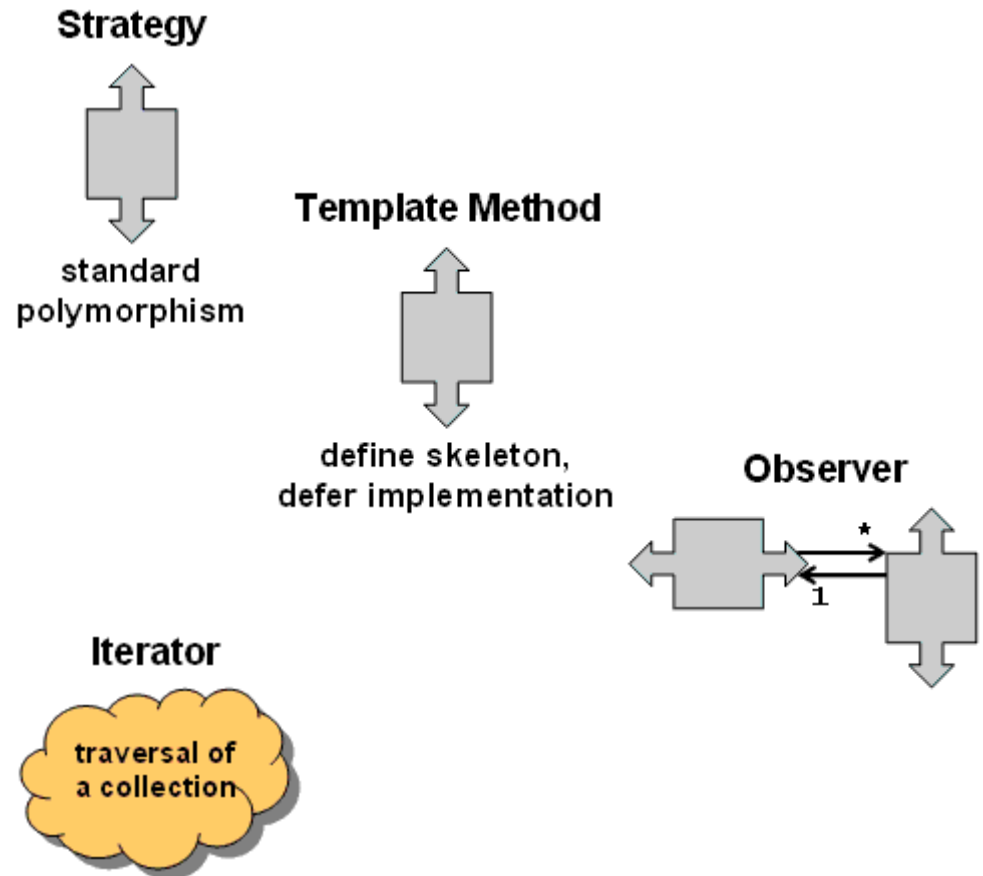 Strategy
standard
polymorphism
Template Method
define skeleton,
defer implementation
Observer
*
1
Iterator
traversal of
a collection